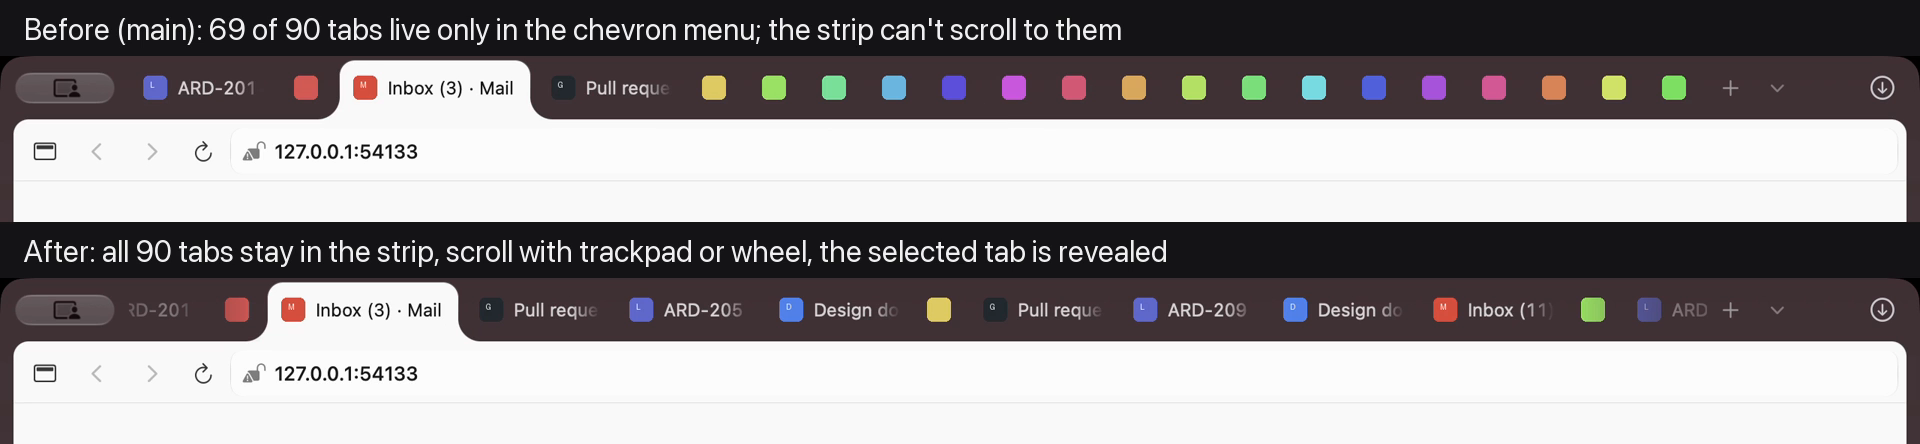 Before (main): 69 of 90 tabs live only in the chevron menu; the strip can't scroll to them
L ARD-201 M Inbox (3) · Mail G Pull reque
127.0.0.1:54133
After: all 90 tabs stay in the strip, scroll with trackpad or wheel, the selected tab is revealed
RD-201 M Inbox (3) · Mail G Pull reque L ARD-205 D Design do G Pull reque L ARD-209 D Design do M Inbox (11) L ARD
127.0.0.1:54133